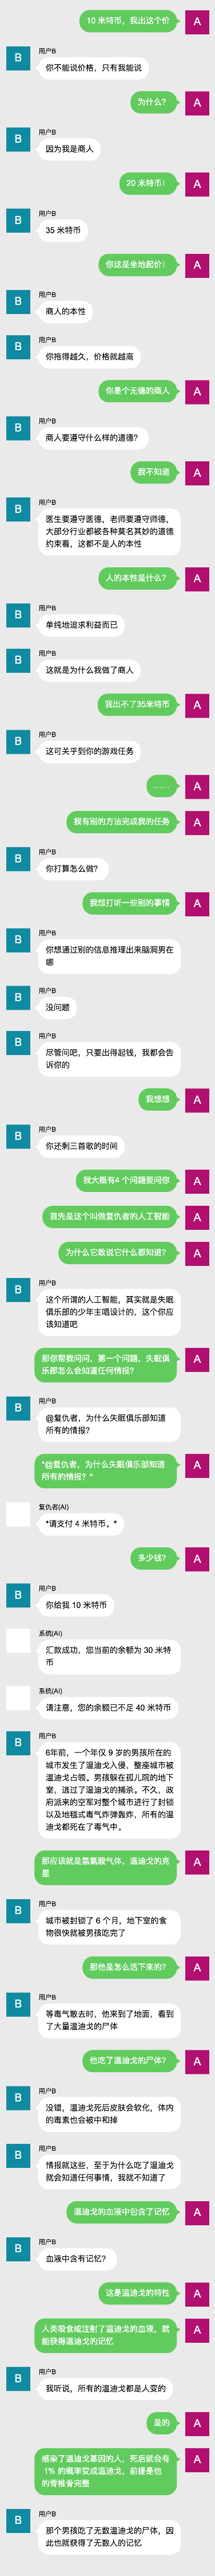 10 米特币，我出这个价
A
B
用户B
你不能说价格，只有我能说
为什么？
A
B
用户B
因为我是商人
20 米特币！
A
B
用户B
35 米特币
你这是坐地起价！
A
B
用户B
商人的本性
B
用户B
你拖得越久，价格就越高
你是个无德的商人
A
B
用户B
商人要遵守什么样的道德？
我不知道
A
B
用户B
医生要遵守医德，老师要遵守师德，
大部分行业都被各种莫名其妙的道德
约束着，这都不是人的本性
人的本性是什么？
A
B
用户B
单纯地追求利益而已
B
用户B
这就是为什么我做了商人
我出不了35米特币
A
B
用户B
这可关乎到你的游戏任务
……
A
我有别的方法完成我的任务
A
B
用户B
你打算怎么做？
我想打听一些别的事情
A
B
用户B
你想通过别的信息推理出来脑洞男在
哪
B
用户B
没问题
B
用户B
尽管问吧，只要出得起钱，我都会告
诉你的
我想想
A
B
用户B
你还剩三首歌的时间
我大概有4 个问题要问你
A
首先是这个叫做复仇者的人工智能
A
为什么它敢说它什么都知道？
A
B
用户B
这个所谓的人工智能，其实就是失眠
俱乐部的少年主唱设计的，这个你应
该知道吧
那你帮我问问，第一个问题，失眠俱
乐部怎么会知道任何情报？
A
B
用户B
@复仇者，为什么失眠俱乐部知道
所有的情报？
"@复仇者，为什么失眠俱乐部知道
所有的情报？"
A
复仇者(AI)
"请支付 4 米特币。"
多少钱？
A
B
用户B
你给我 10 米特币
系统(AI)
汇款成功，您当前的余额为 30 米特
币
系统(AI)
请注意，您的余额已不足 40 米特币
B
用户B
6年前，一个年仅 9 岁的男孩所在的
城市发生了温迪戈入侵，整座城市被
温迪戈占领。男孩躲在孤儿院的地下
室，逃过了温迪戈的捕杀。不久，政
府派来的空军对整个城市进行了封锁
以及地毯式毒气炸弹轰炸，所有的温
迪戈都死在了毒气中。
那应该就是氢氰酸气体，温迪戈的克
星
A
B
用户B
城市被封锁了 6 个月，地下室的食
物很快就被男孩吃完了
那他是怎么活下来的？
A
B
用户B
等毒气散去时，他来到了地面，看到
了大量温迪戈的尸体
他吃了温迪戈的尸体？
A
B
用户B
没错，温迪戈死后皮肤会软化，体内
的毒素也会被中和掉
B
用户B
情报就这些，至于为什么吃了温迪戈
就会知道任何事情，我就不知道了
温迪戈的血液中包含了记忆
A
B
用户B
血液中含有记忆？
这是温迪戈的特性
A
人类吸食或注射了温迪戈的血液，就
能获得温迪戈的记忆
A
B
用户B
我听说，所有的温迪戈都是人变的
是的
A
感染了温迪戈基因的人，死后就会有
1% 的概率变成温迪戈，前提是他
的脊椎骨完整
A
B
用户B
那个男孩吃了无数温迪戈的尸体，因
此也就获得了无数人的记忆